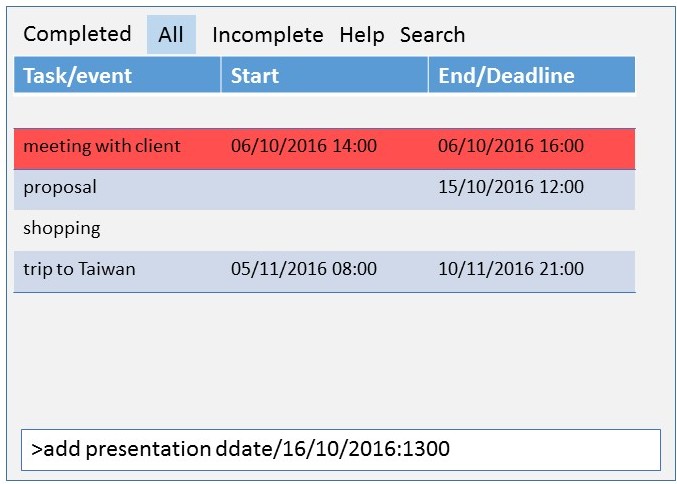 Completed All Incomplete Help Search
Task/event Start End/Deadline
meeting with client 06/10/2016 14:00 06/10/2016 16:00
proposal 15/10/2016 12:00
shopping
trip to Taiwan 05/11/2016 08:00 10/11/2016 21:00
>add presentation ddate/16/10/2016:1300